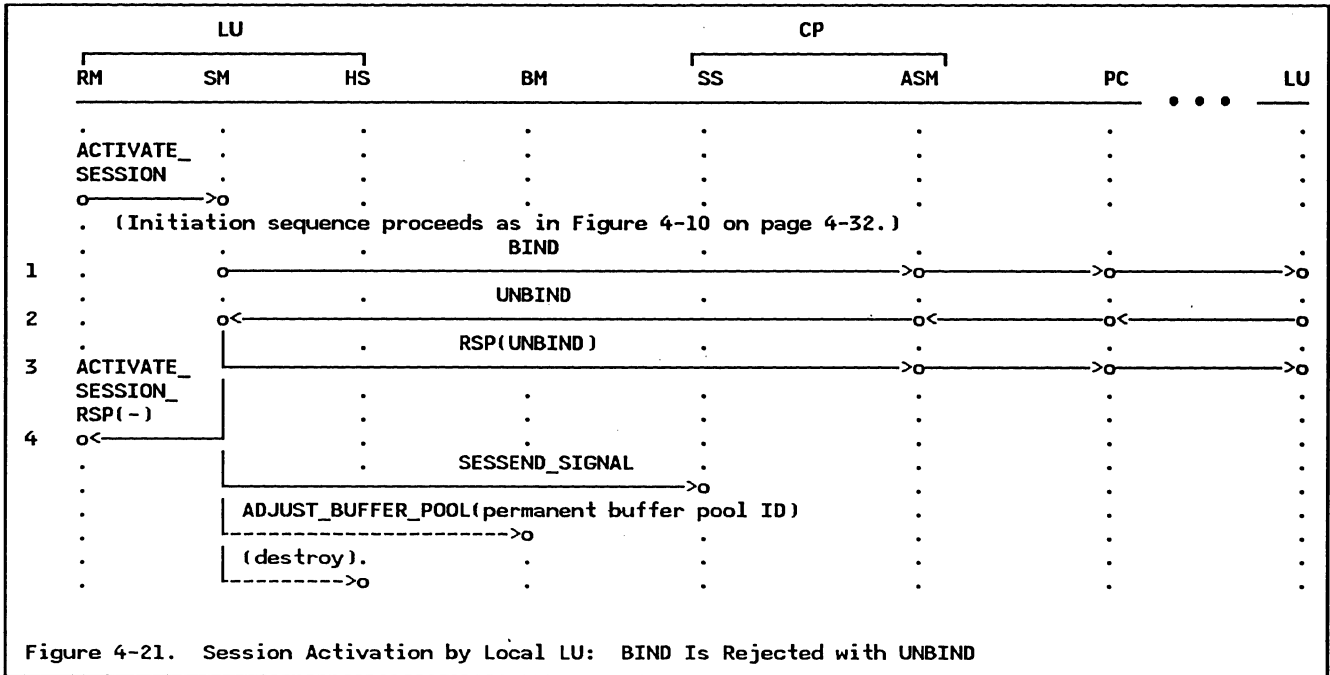 LU CP
RM SM HS BM SS ASM PC LU
ACTIVATE_
SESSION
(Initiation sequence proceeds as in Figure 4-10 on page 4-32.)
BIND
1
UNBIND
2
RSP(UNBIND)
3 ACTIVATE_
SESSION_
RSP(-)
4
SESSEND_SIGNAL
ADJUST_BUFFER_POOL(permanent buffer pool ID)
(destroy).
Figure 4-21. Session Activation by Local LU: BIND Is Rejected with UNBIND